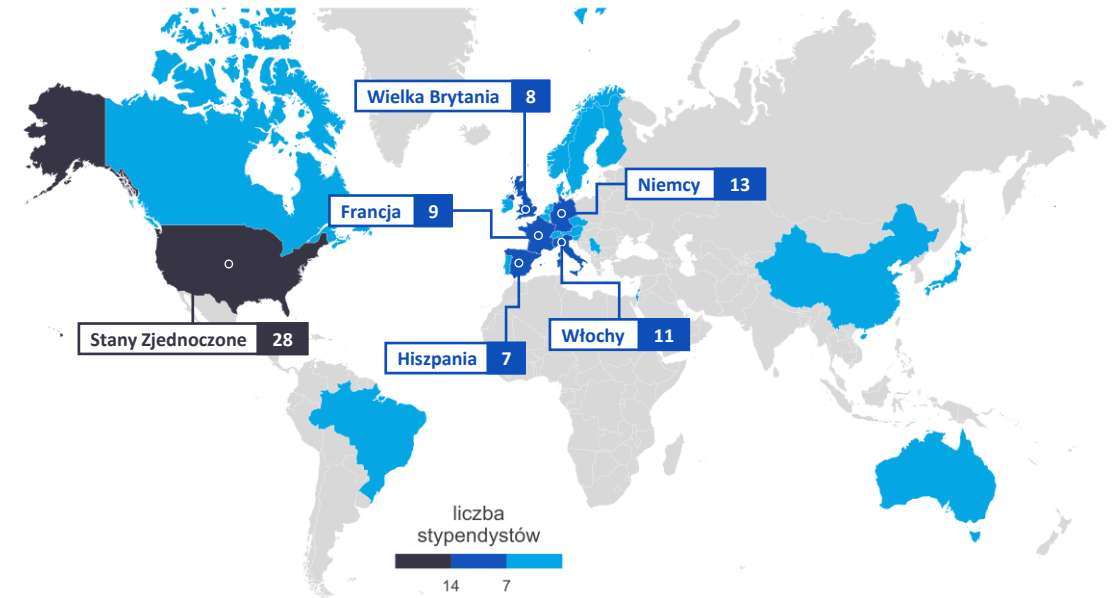 Wielka Brytania 8
Niemcy 13
Francja 9
Stany Zjednoczone 28
Włochy 11
Hiszpania 7
liczba
stypendystów
14 7